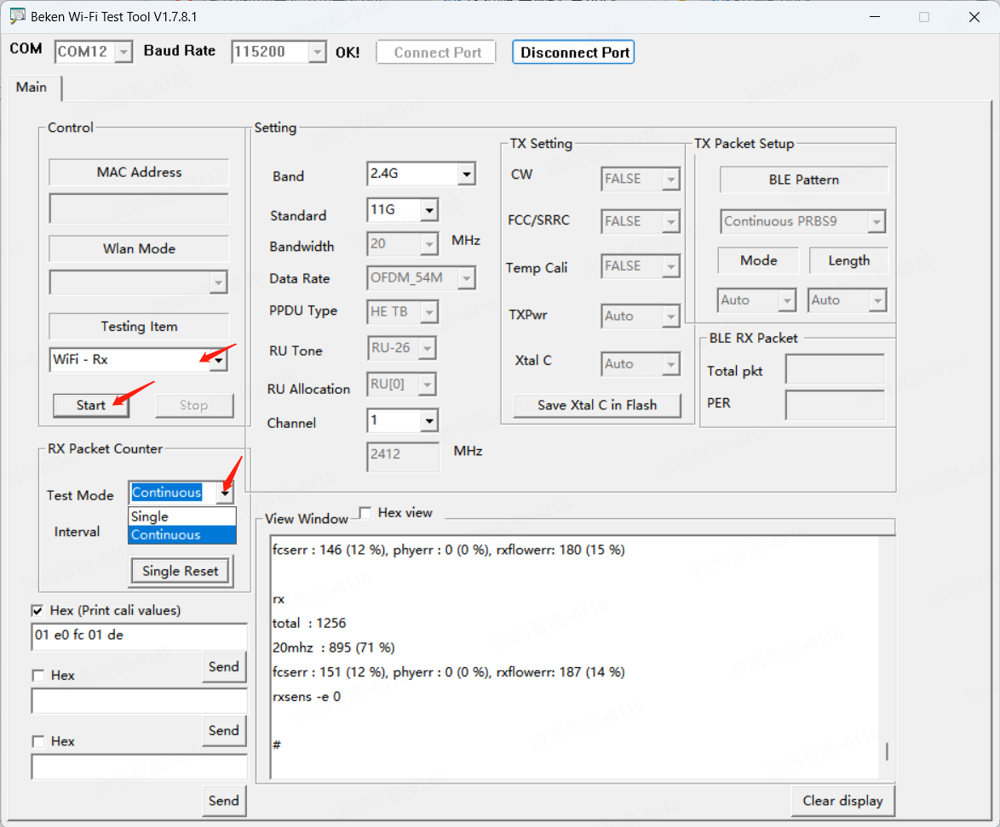 Beken Wi-Fi Test Tool V1.7.8.1
COM COM12 Baud Rate 115200 OK! Connect Port Disconnect Port
Main
Control
MAC Address
Wlan Mode
Testing Item
WiFi - Rx
Start Stop
Setting
Band 2.4G
Standard 11G
Bandwidth 20 MHz
Data Rate OFDM_54M
PPDU Type HE TB
RU Tone RU-26
RU Allocation RU[0]
Channel 1
2412 MHz
TX Setting
CW FALSE
FCC/SRRC FALSE
Temp Cali FALSE
TXPwr Auto
Xtal C Auto
Save Xtal C in Flash
TX Packet Setup
BLE Pattern
Continuous PRBS9
Mode Length
Auto Auto
BLE RX Packet
Total pkt
PER
RX Packet Counter
Test Mode Continuous
Single
Continuous
Interval
Single Reset
Hex (Print cali values)
01 e0 fc 01 de
Send
Hex
Send
Hex
Send
View Window Hex view
fcserr : 146 (12 %), phyerr : 0 (0 %), rxflowerr: 180 (15 %)
rx
total : 1256
20mhz : 895 (71 %)
fcserr : 151 (12 %), phyerr : 0 (0 %), rxflowerr: 187 (14 %)
rxsens -e 0
#
Clear display